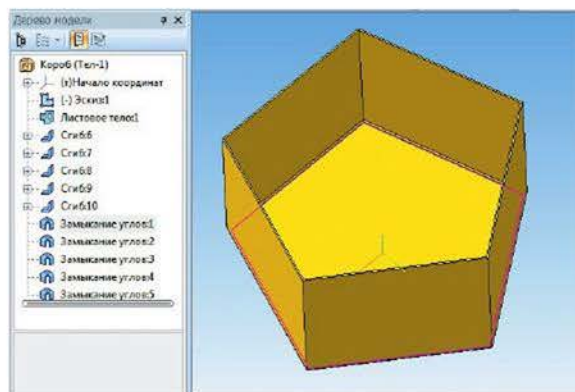 Дерево модели
Короб (Тел-1)
(т)Начало координат
(-) Эскиз:1
Листовое тело:1
Сгиб:6
Сгиб:7
Сгиб:8
Сгиб:9
Сгиб:10
Замыкание углов:1
Замыкание углов:2
Замыкание углов:3
Замыкание углов:4
Замыкание углов:5